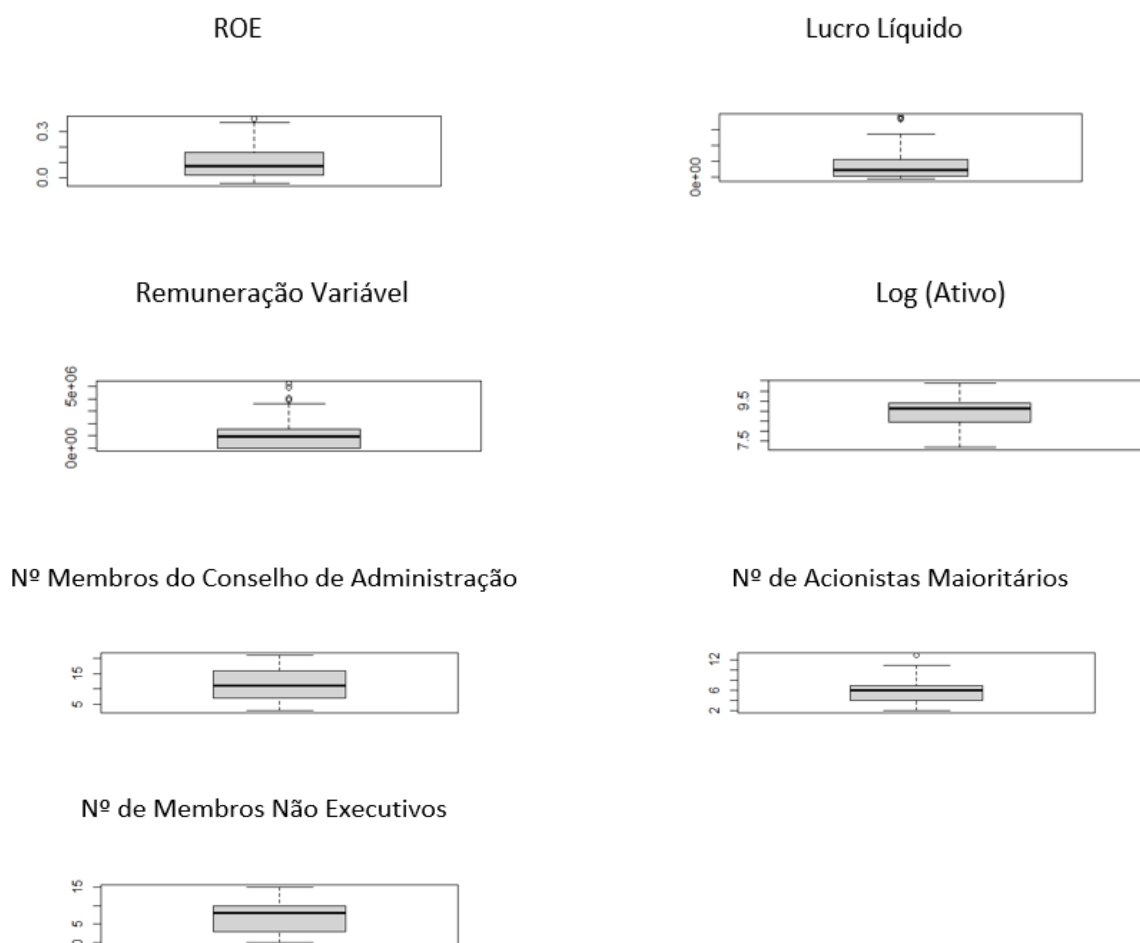 ROE
Lucro Líquido
0.3
0.0
0e+00
Remuneração Variável
Log (Ativo)
5e+06
0e+00
9.5
7.5
Nº Membros do Conselho de Administração
Nº de Acionistas Maioritários
15
5
12
6
2
Nº de Membros Não Executivos
15
5
0